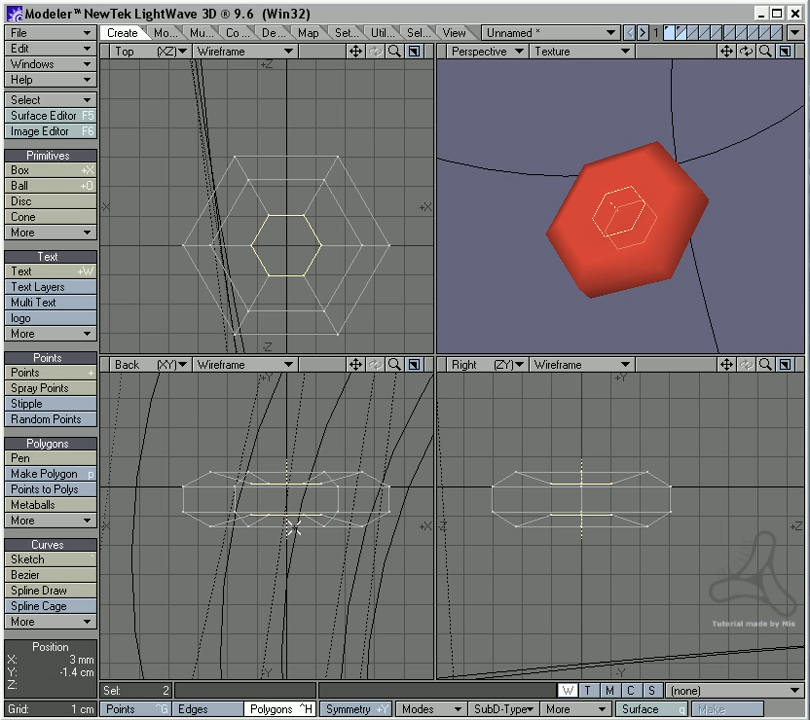 Modeler™ NewTek LightWave 3D ® 9.6 (Win32)
File Create Mo... Mu... Co ... De ... Map Set... Util... Sel... View Unnamed * 1
Edit
Windows
Help
Select
Surface Editor F5
Image Editor F6
Primitives
Box +X
Ball +O
Disc
Cone
More
Text
Text +W
Text Layers
Multi Text
logo
More
Points
Points +
Spray Points
Stipple
Random Points
Polygons
Pen
Make Polygon p
Points to Polys
Metaballs
More
Curves
Sketch
Bezier
Spline Draw
Spline Cage
More
Position
X: 3 mm
Y: -1.4 cm
Z:
Grid: 1 cm
Top (XZ) Wireframe
+Z
-X
+X
-Z
Perspective Texture
Back (XY) Wireframe
+Y
-X
+X
-Y
Right (ZY) Wireframe
+Y
-Z
+Z
-Y
Tutorial made by Mis
Sel: 2
W T M C S (none)
Points ^G Edges Polygons ^H Symmetry +Y Modes SubD-Type More Surface q Make